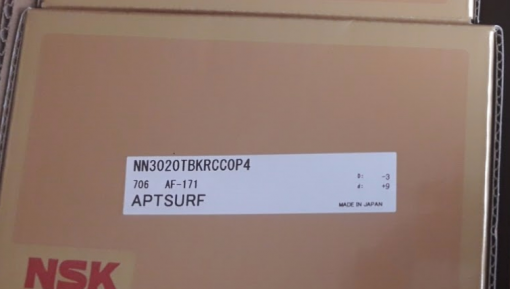 NN3020TBKRCC0P4
706 AF-171 D: -3
d: +9
APTSURF MADE IN JAPAN
NSK